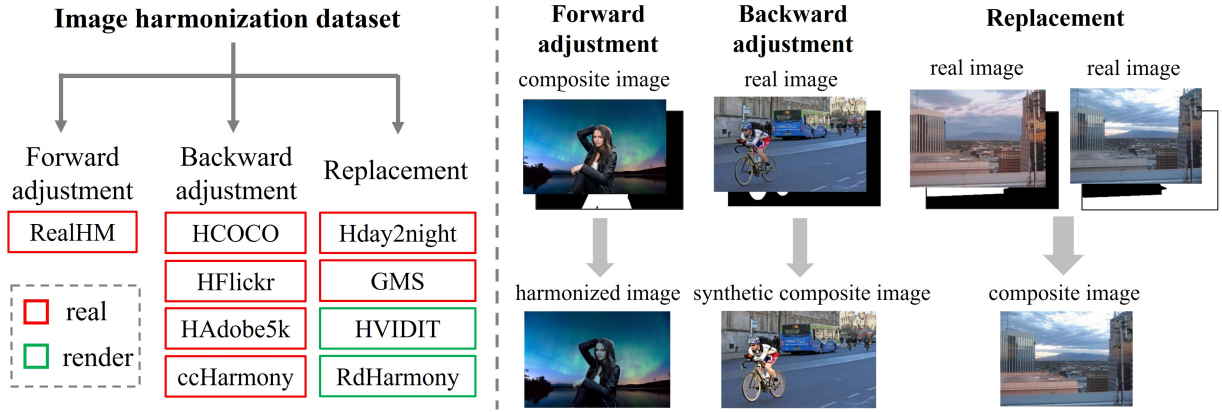 Image harmonization dataset
Forward
adjustment
Backward
adjustment
Replacement
RealHM
HCOCO
Hday2night
HFlickr
GMS
HAdobe5k
HVIDIT
ccHarmony
RdHarmony
real
render
Forward
adjustment
Backward
adjustment
Replacement
composite image
real image
real image
real image
harmonized image
synthetic composite image
composite image